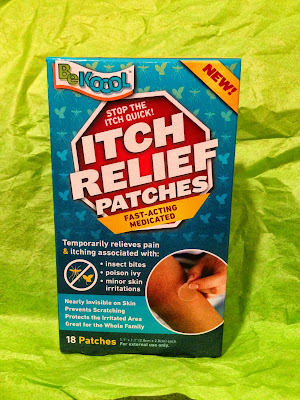 BeKoool
NEW!
STOP THE
ITCH QUICK!
ITCH
RELIEF
PATCHES
FAST-ACTING
MEDICATED
Temporarily relieves pain
& itching associated with:
• insect bites
• poison ivy
• minor skin
irritations
Nearly Invisible on Skin
Prevents Scratching
Protects the Irritated Area
Great for the Whole Family
18 Patches
For external use only.